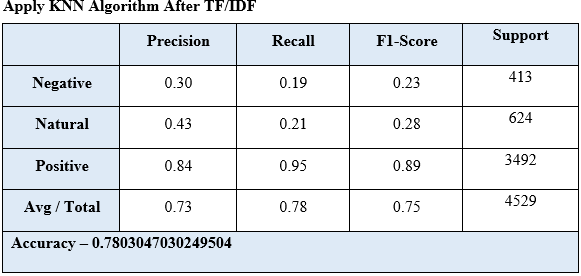 Apply KNN Algorithm After TF/IDF
Precision Recall F1-Score Support
Negative 0.30 0.19 0.23 413
Natural 0.43 0.21 0.28 624
Positive 0.84 0.95 0.89 3492
Avg / Total 0.73 0.78 0.75 4529
Accuracy – 0.7803047030249504